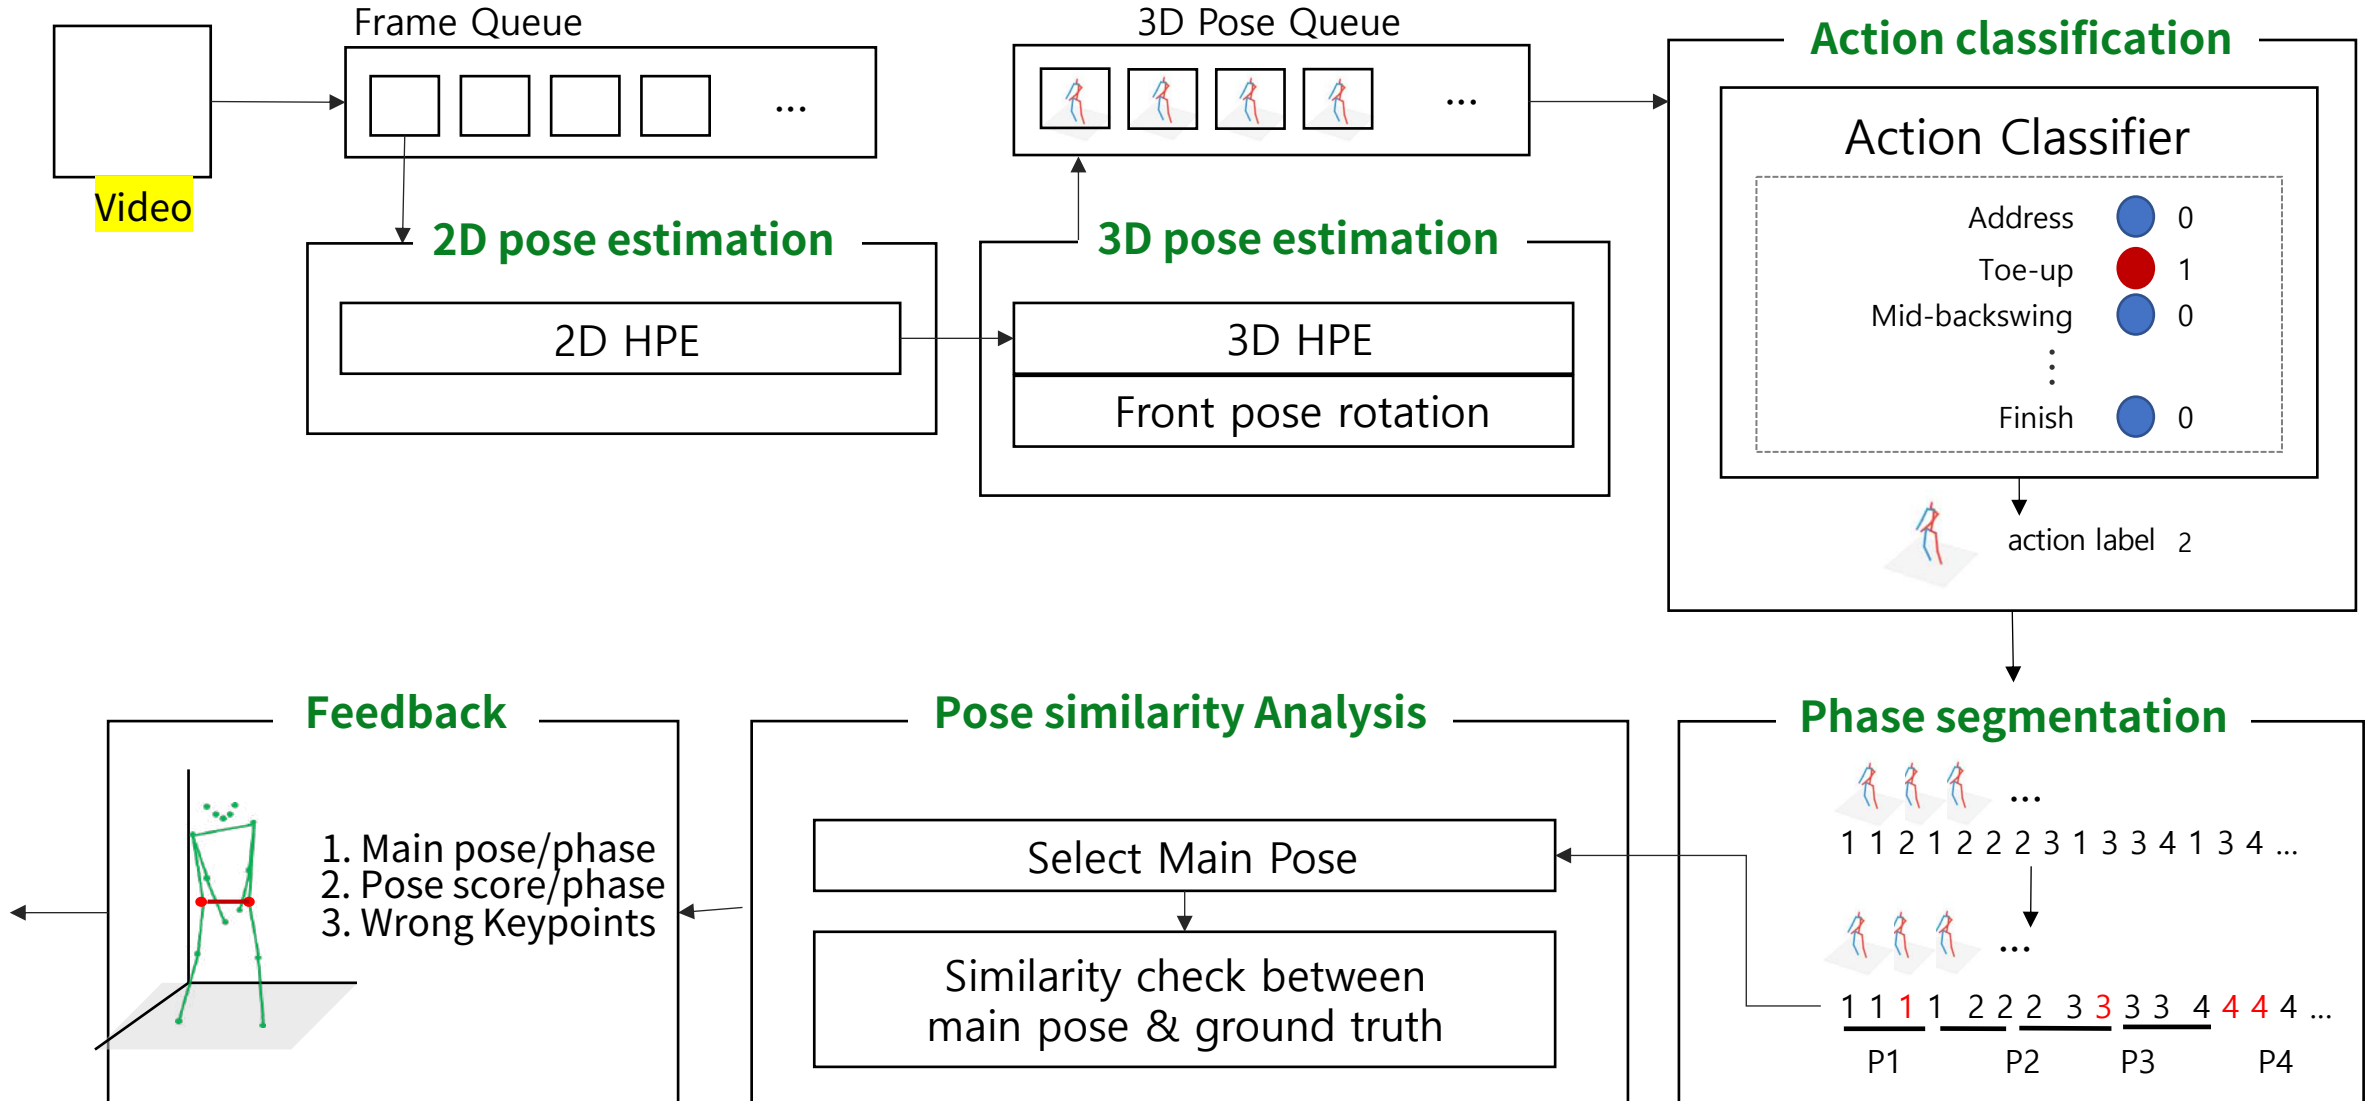 Frame Queue
...
Video
3D Pose Queue
...
2D pose estimation
2D HPE
3D pose estimation
3D HPE
Front pose rotation
Action classification
Action Classifier
Address 0
Toe-up 1
Mid-backswing 0
Finish 0
action label 2
Phase segmentation
...
1 1 2 1 2 2 2 3 1 3 3 4 1 3 4 ...
...
1 1 1 1 2 2 2 3 3 3 3 4 4 4 4 ...
P1 P2 P3 P4
Pose similarity Analysis
Select Main Pose
Similarity check between
main pose & ground truth
Feedback
1. Main pose/phase
2. Pose score/phase
3. Wrong Keypoints